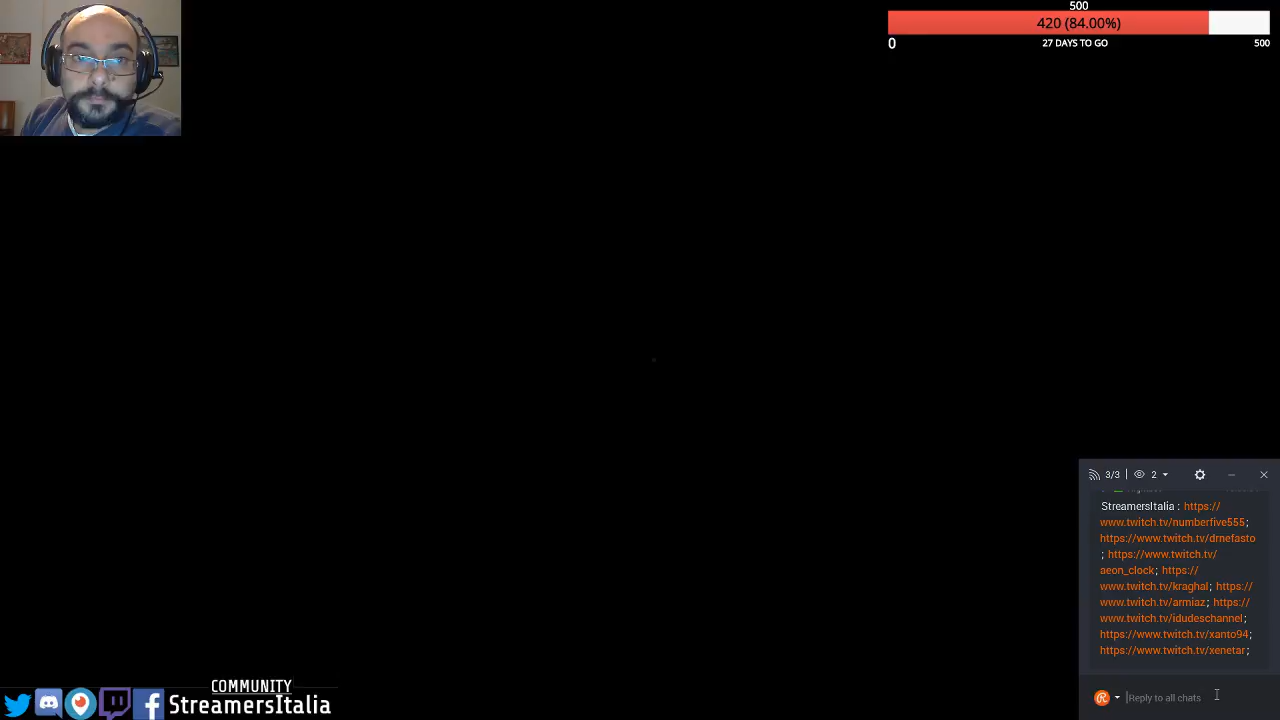 500
420 (84.00%)
0
27 DAYS TO GO
500
3/3
2
StreamersItalia : https://
www.twitch.tv/numberfive555;
https://www.twitch.tv/drnefasto
; https://www.twitch.tv/
aeon_clock; https://
www.twitch.tv/kraghal; https://
www.twitch.tv/armiaz; https://
www.twitch.tv/idudeschannel;
https://www.twitch.tv/xanto94;
https://www.twitch.tv/xenetar;
Reply to all chats
COMMUNITY
StreamersItalia